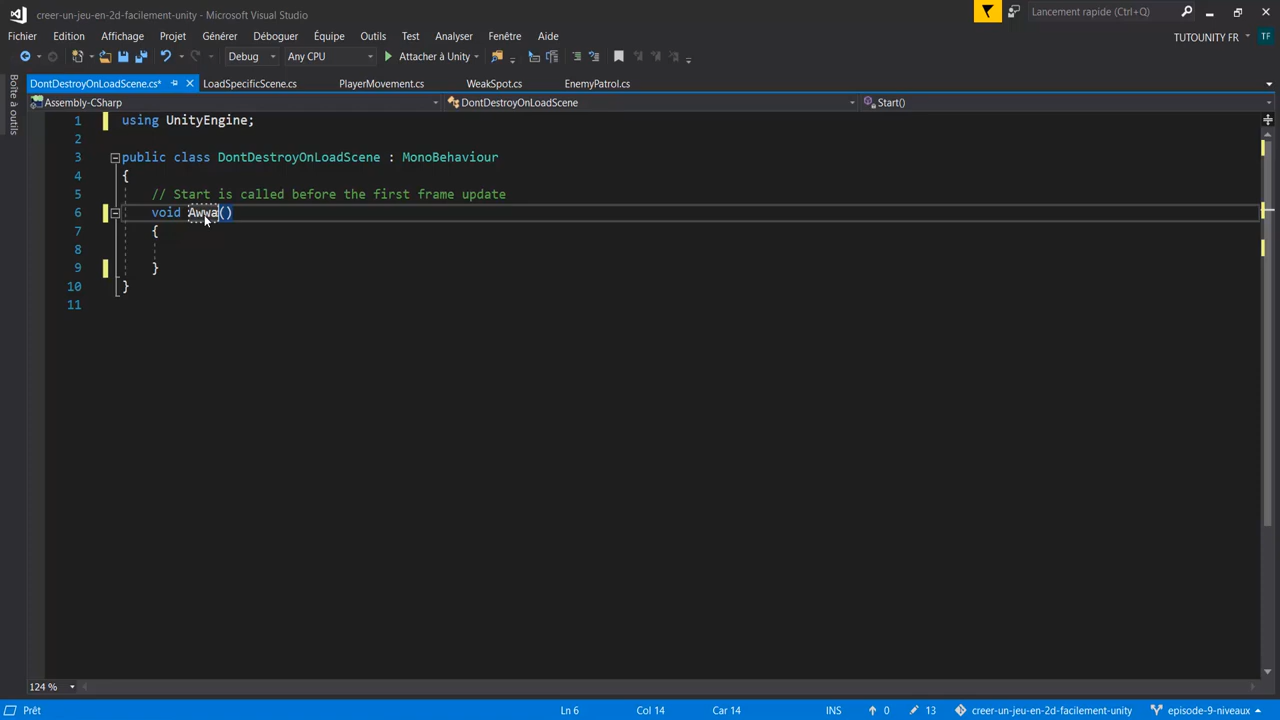 creer-un-jeu-en-2d-facilement-unity - Microsoft Visual Studio
Lancement rapide (Ctrl+Q)
Fichier Edition Affichage Projet Générer Déboguer Équipe Outils Test Analyser Fenêtre Aide
TUTOUNITY FR TF
Debug Any CPU Attacher à Unity
Boîte à outils
DontDestroyOnLoadScene.cs* LoadSpecificScene.cs PlayerMovement.cs WeakSpot.cs EnemyPatrol.cs
Assembly-CSharp DontDestroyOnLoadScene Start()
1 using UnityEngine;
2
3 public class DontDestroyOnLoadScene : MonoBehaviour
4 {
5 // Start is called before the first frame update
6 void Awwa()
7 {
8
9 }
10 }
11
124 %
Prêt Ln 6 Col 14 Car 14 INS 0 13 creer-un-jeu-en-2d-facilement-unity episode-9-niveaux